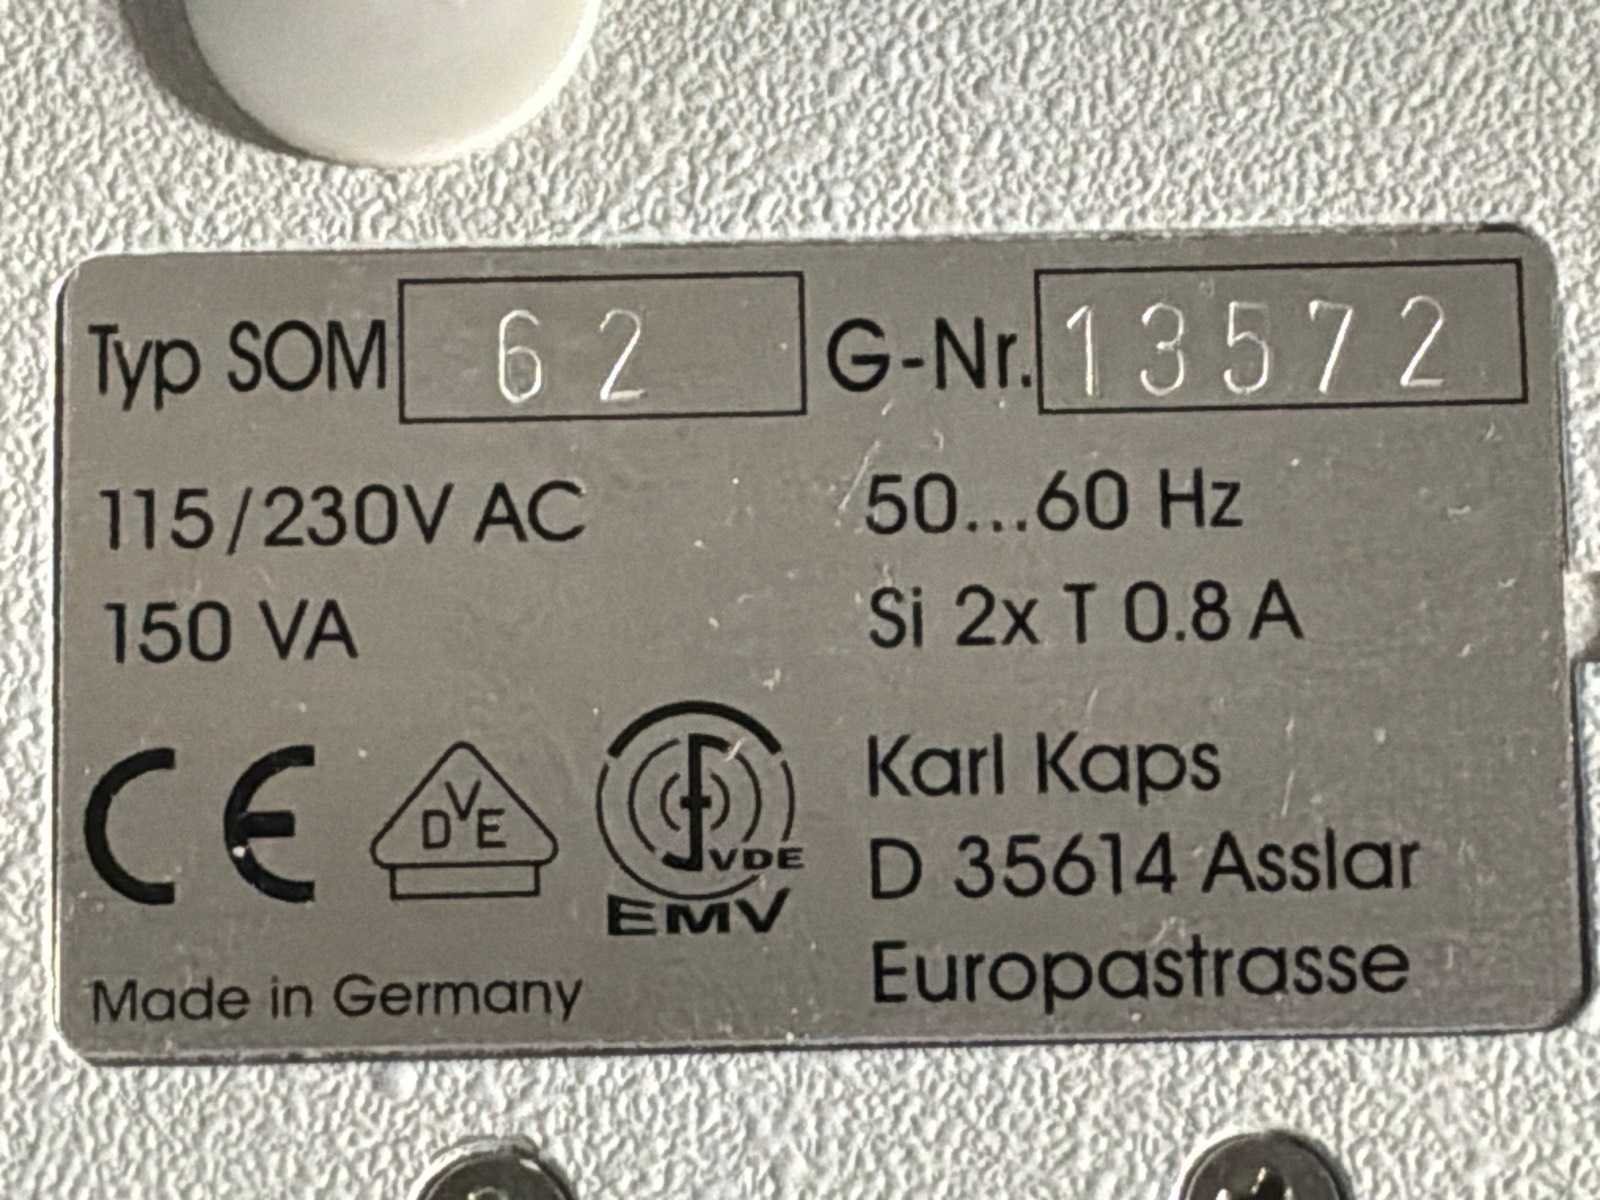 Typ SOM 62 G-Nr. 13572
115/230V AC 50...60 Hz
150 VA Si 2x T 0.8 A
CE DVE VDE EMV
Karl Kaps
D 35614 Asslar
Europastrasse
Made in Germany